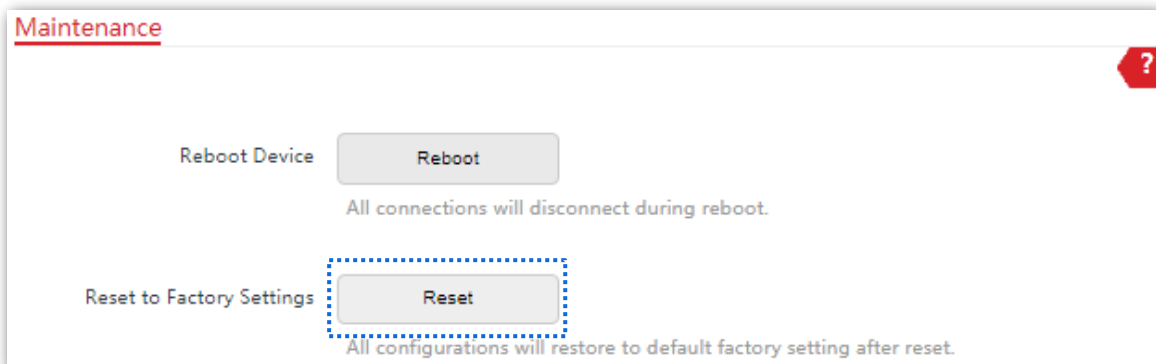 Maintenance
?
Reboot Device Reboot
All connections will disconnect during reboot.
Reset to Factory Settings Reset
All configurations will restore to default factory setting after reset.